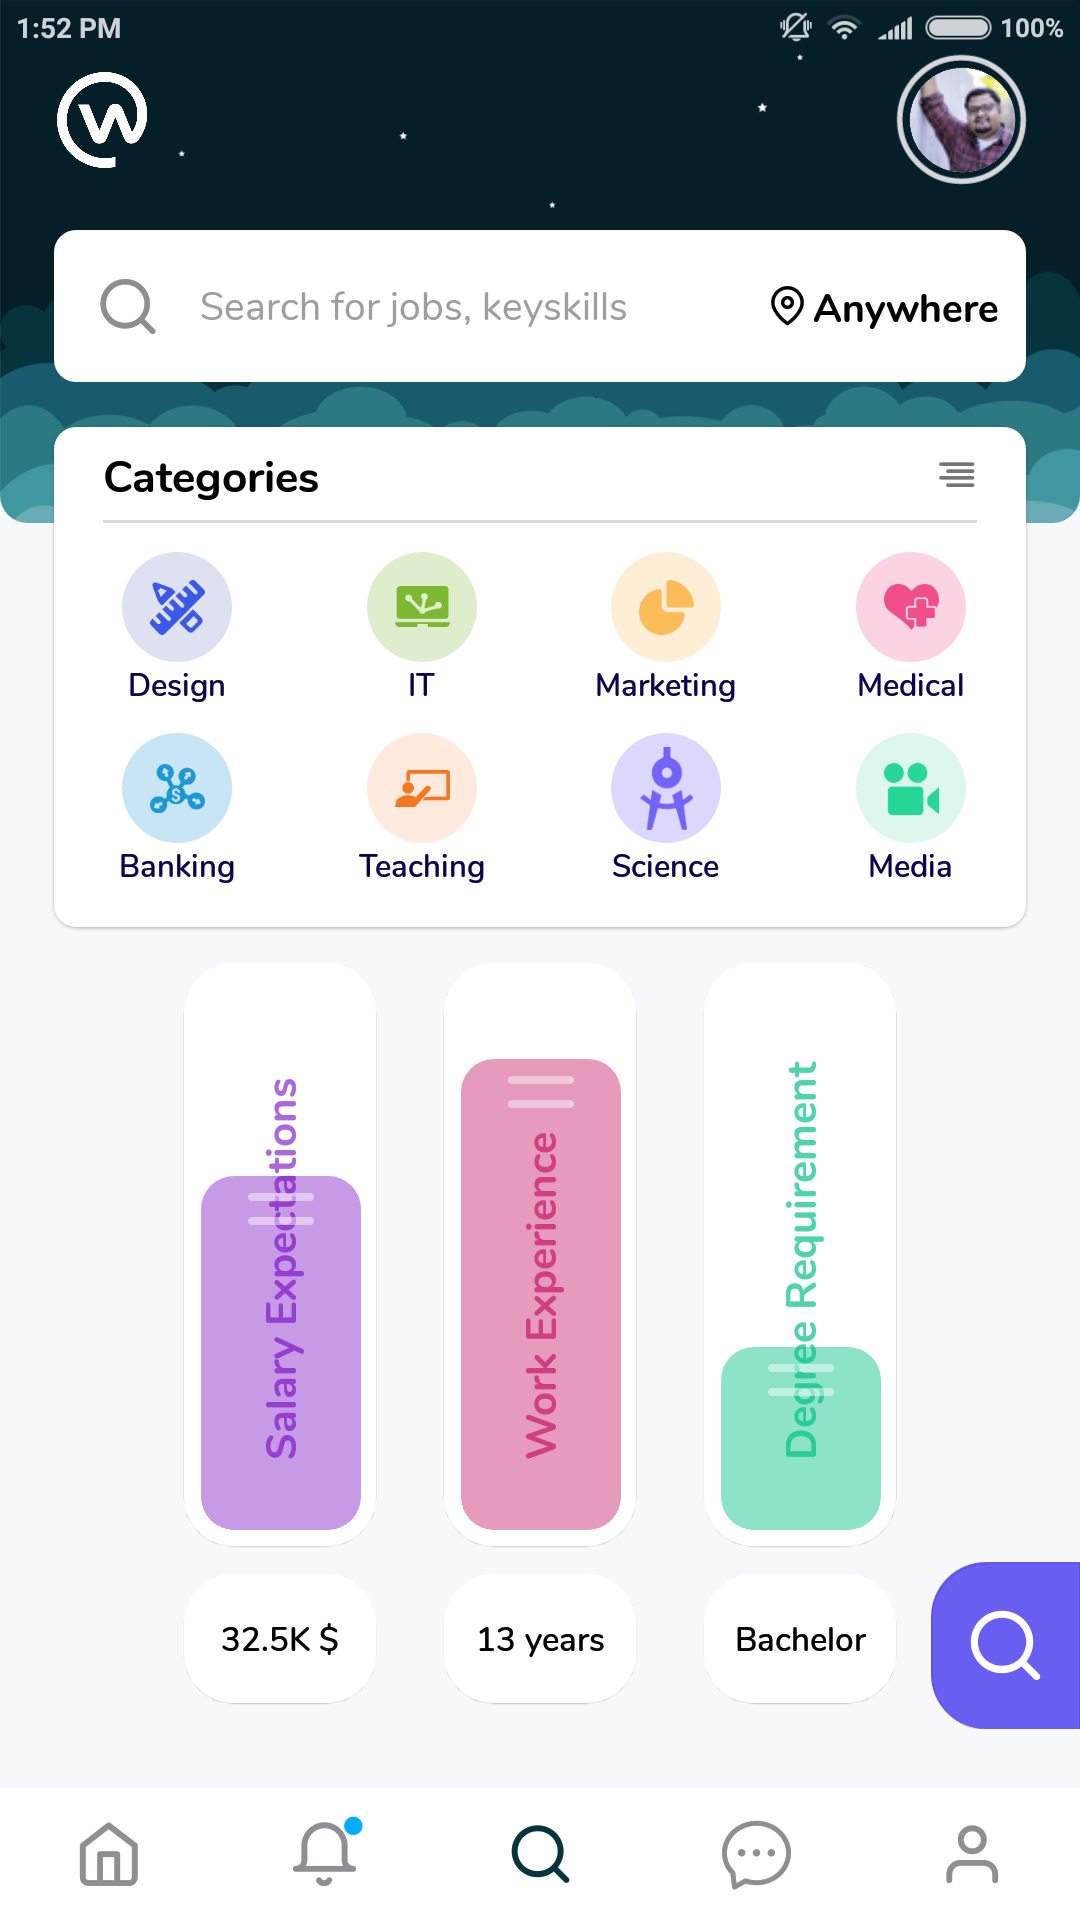 1:52 PM 100%
W
Search for jobs, keyskills Anywhere
Categories
Design IT Marketing Medical
$
Banking Teaching Science Media
Salary Expectations
Work Experience
Degree Requirement
32.5K $ 13 years Bachelor